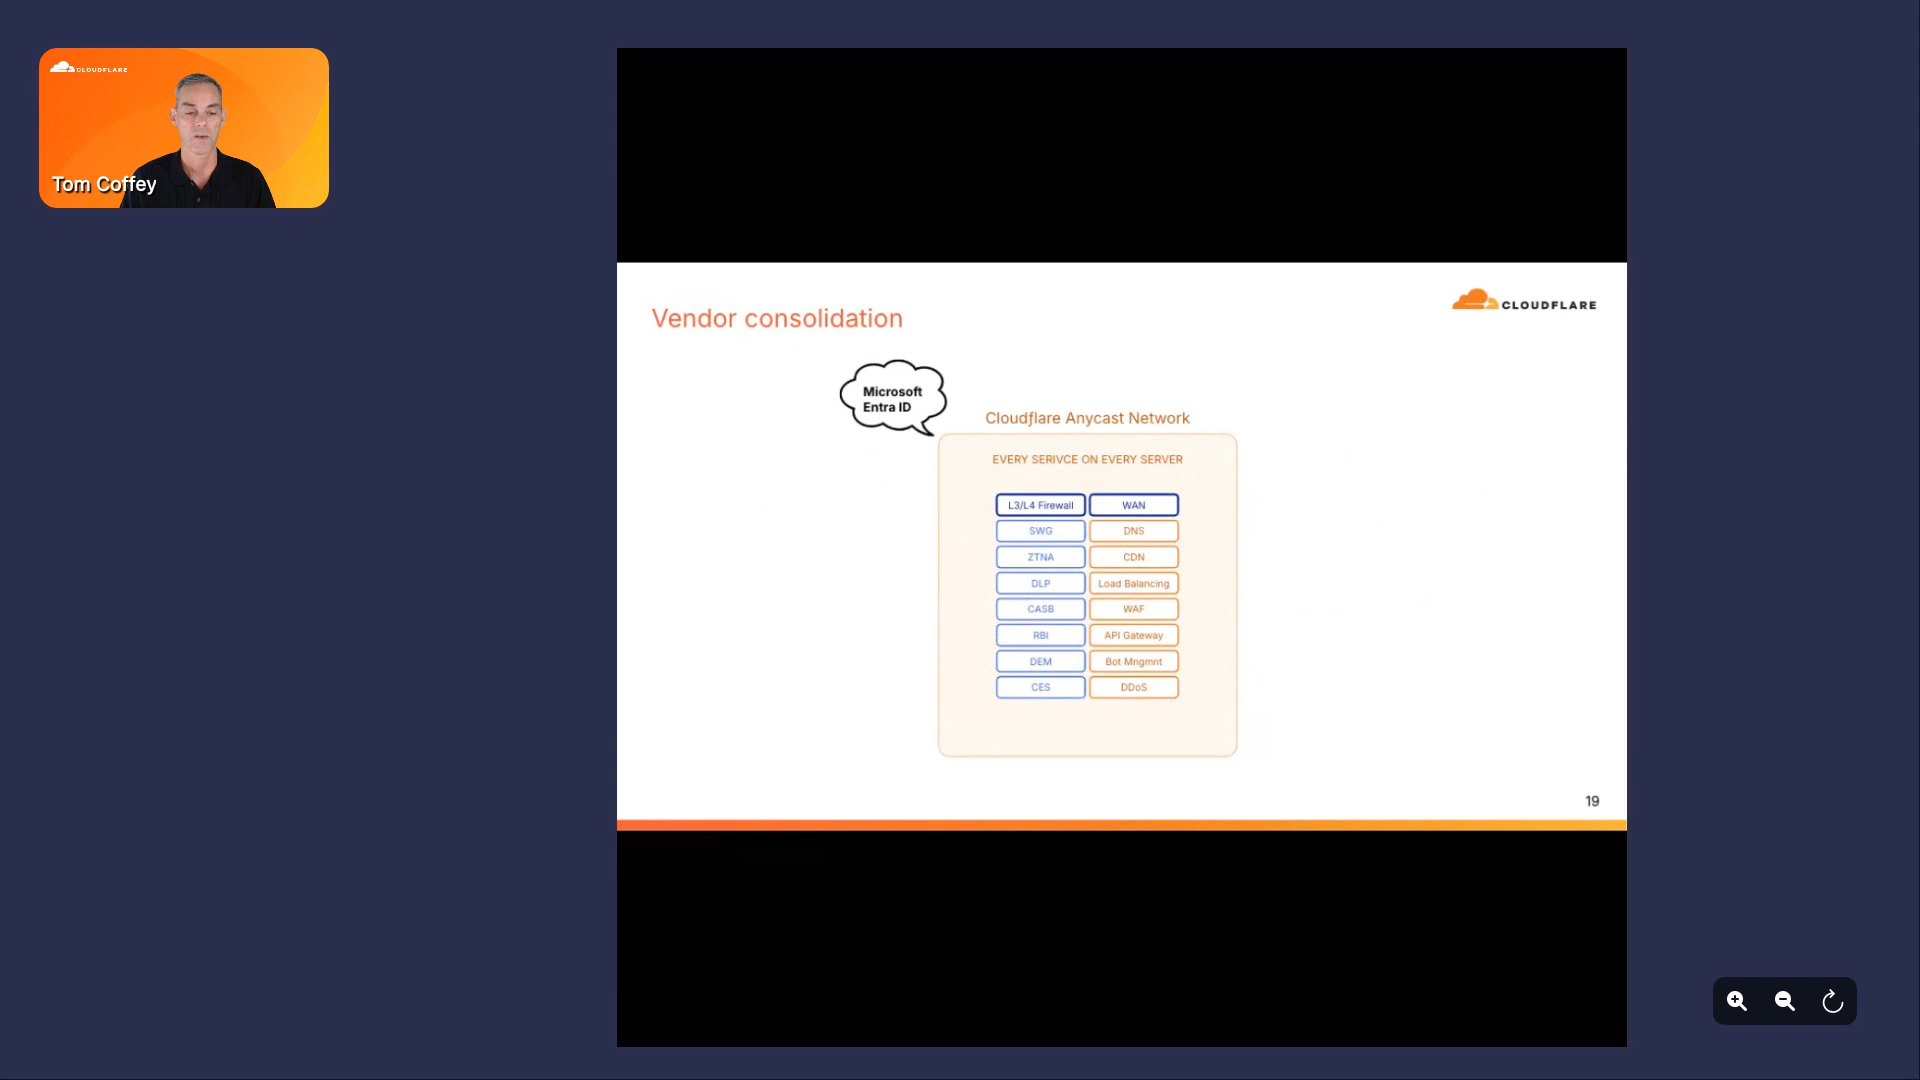 CLOUDFLARE
Tom Coffey
Vendor consolidation
CLOUDFLARE
Microsoft
Entra ID
Cloudflare Anycast Network
EVERY SERIVCE ON EVERY SERVER
L3/L4 Firewall WAN
SWG DNS
ZTNA CDN
DLP Load Balancing
CASB WAF
RBI API Gateway
DEM Bot Mngmnt
CES DDoS
19